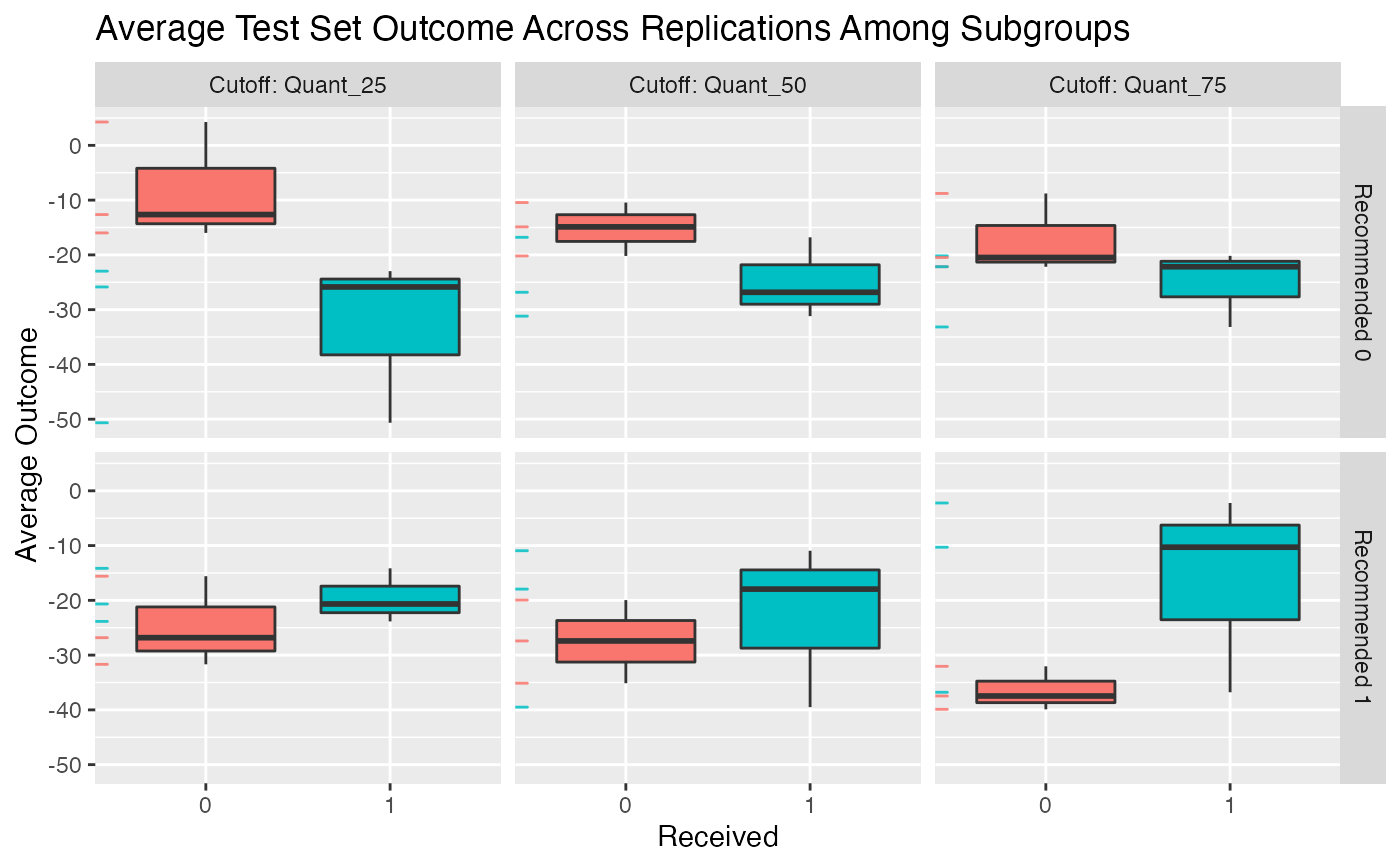 Average Test Set Outcome Across Replications Among Subgroups
Cutoff: Quant_25
Cutoff: Quant_50
Cutoff: Quant_75
Average Outcome
0
-10
-20
-30
-40
-50
Recommended 0
0
-10
-20
-30
-40
-50
Recommended 1
0
1
0
1
0
1
Received